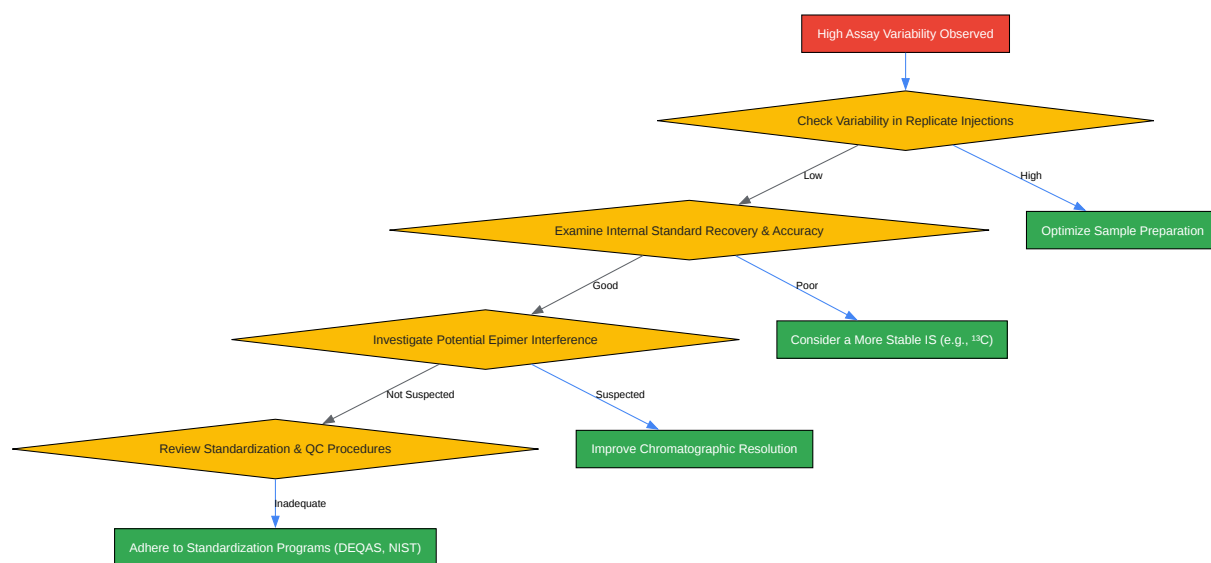 High Assay Variability Observed
Check Variability in Replicate Injections
Low
High
Examine Internal Standard Recovery & Accuracy
Optimize Sample Preparation
Good
Poor
Investigate Potential Epimer Interference
Consider a More Stable IS (e.g., ¹³C)
Not Suspected
Suspected
Review Standardization & QC Procedures
Improve Chromatographic Resolution
Inadequate
Adhere to Standardization Programs (DEQAS, NIST)